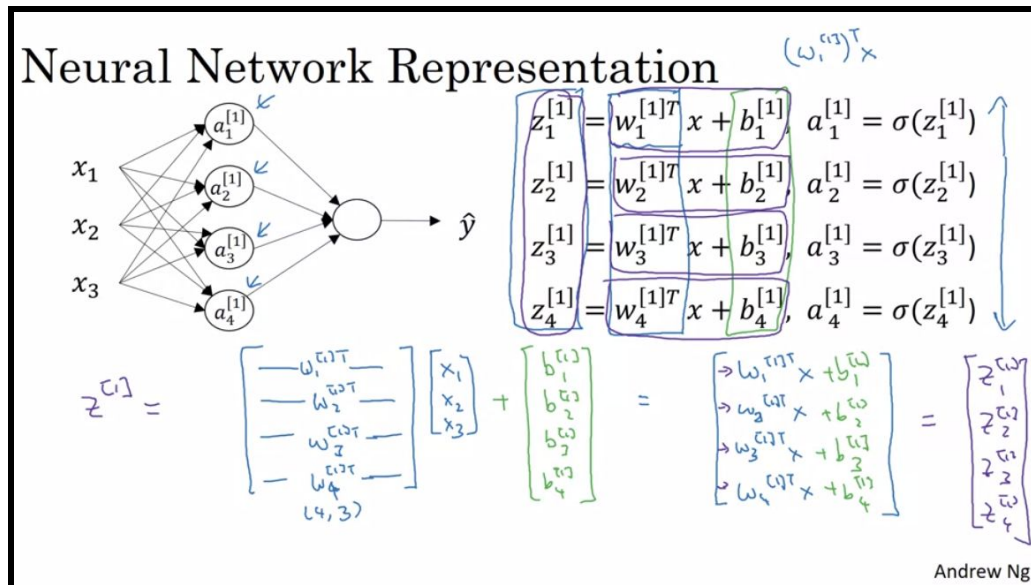 (w₁^[1])ᵀx
Neural Network Representation
x₁
x₂
x₃
a₁^[1]
a₂^[1]
a₃^[1]
a₄^[1]
ŷ
z₁^[1] = w₁^[1]T x + b₁^[1], a₁^[1] = σ(z₁^[1])
z₂^[1] = w₂^[1]T x + b₂^[1], a₂^[1] = σ(z₂^[1])
z₃^[1] = w₃^[1]T x + b₃^[1], a₃^[1] = σ(z₃^[1])
z₄^[1] = w₄^[1]T x + b₄^[1], a₄^[1] = σ(z₄^[1])
z^[1] = [ — w₁^[1]T — [ x₁ + [ b₁^[1] = [ → w₁^[1]T x + b₁^[1] = [ z₁^[1]
— w₂^[1]T — x₂ b₂^[1] → w₂^[1]T x + b₂^[1] z₂^[1]
— w₃^[1]T — x₃ ] b₃^[1] → w₃^[1]T x + b₃^[1] z₃^[1]
— w₄^[1]T — ] b₄^[1] ] → w₄^[1]T x + b₄^[1] ] z₄^[1] ]
(4,3)
Andrew Ng